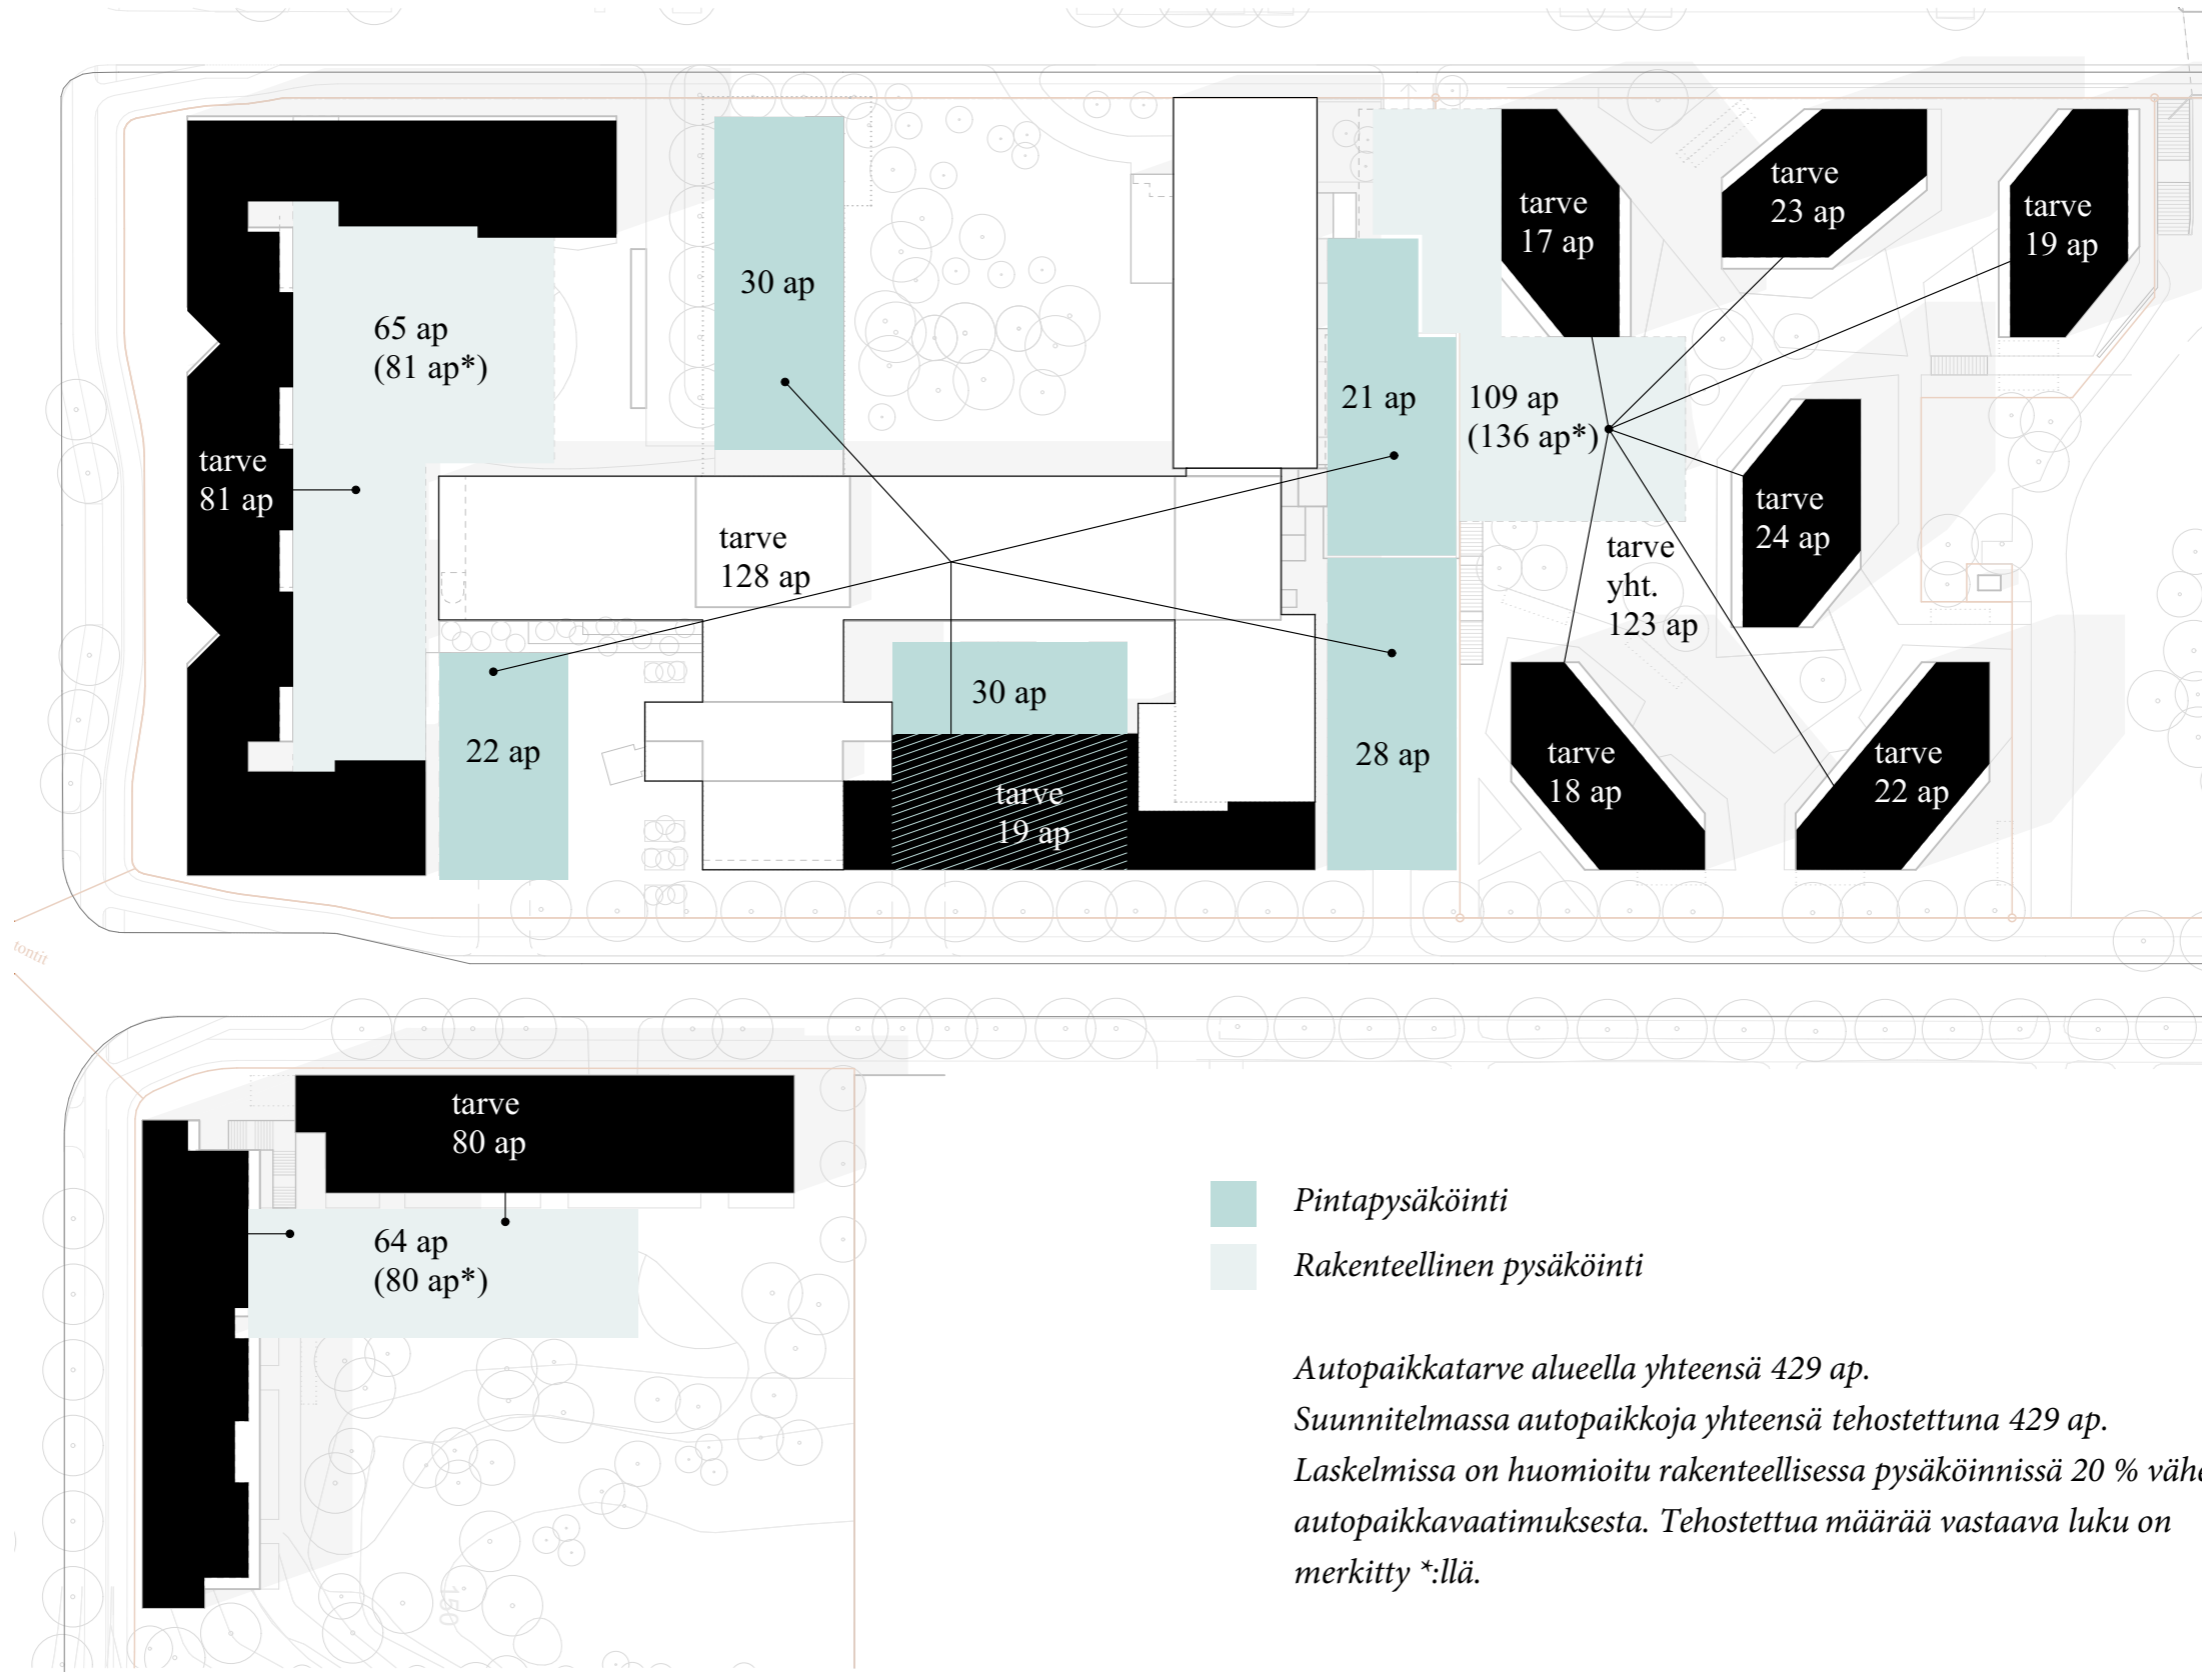 tarve
17 ap
tarve
23 ap
tarve
19 ap
30 ap
65 ap
(81 ap*)
21 ap
109 ap
(136 ap*)
tarve
81 ap
tarve
128 ap
tarve
24 ap
tarve
yht.
123 ap
30 ap
22 ap
28 ap
tarve
19 ap
tarve
18 ap
tarve
22 ap
tontit
tarve
80 ap
64 ap
(80 ap*)
150
Pintapysäköinti
Rakenteellinen pysäköinti
Autopaikkatarve alueella yhteensä 429 ap.
Suunnitelmassa autopaikkoja yhteensä tehostettuna 429 ap.
Laskelmissa on huomioitu rakenteellisessa pysäköinnissä 20 %
autopaikkavaatimuksesta. Tehostettua määrää vastaava luku on
merkitty *:llä.